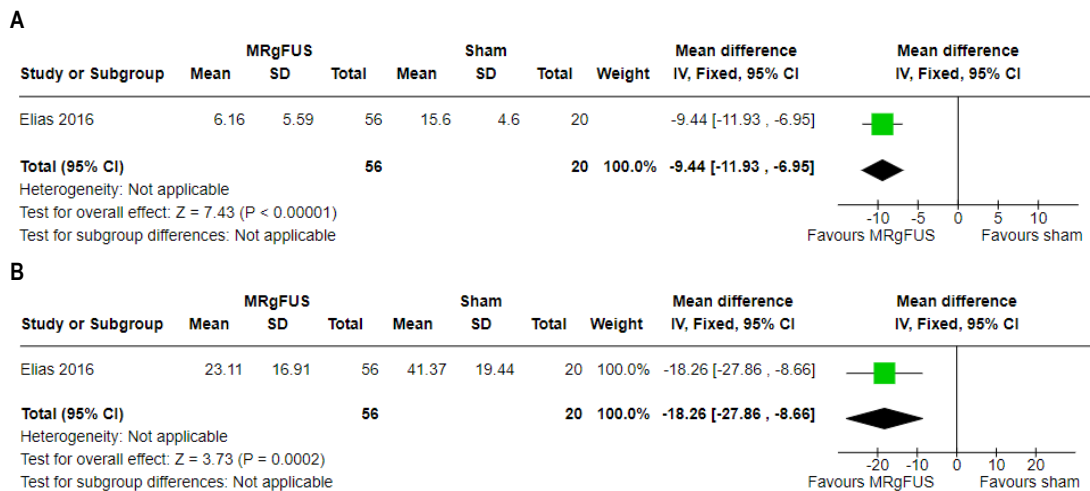 A
MRgFUS Sham Mean difference Mean difference
Study or Subgroup Mean SD Total Mean SD Total Weight IV, Fixed, 95% CI IV, Fixed, 95% CI
Elias 2016 6.16 5.59 56 15.6 4.6 20 -9.44 [-11.93 , -6.95]
Total (95% CI) 56 20 100.0% -9.44 [-11.93 , -6.95]
Heterogeneity: Not applicable
Test for overall effect: Z = 7.43 (P < 0.00001)
-10 -5 0 5 10
Test for subgroup differences: Not applicable Favours MRgFUS Favours sham
B
MRgFUS Sham Mean difference Mean difference
Study or Subgroup Mean SD Total Mean SD Total Weight IV, Fixed, 95% CI IV, Fixed, 95% CI
Elias 2016 23.11 16.91 56 41.37 19.44 20 100.0% -18.26 [-27.86 , -8.66]
Total (95% CI) 56 20 100.0% -18.26 [-27.86 , -8.66]
Heterogeneity: Not applicable
Test for overall effect: Z = 3.73 (P = 0.0002)
-20 -10 0 10 20
Test for subgroup differences: Not applicable Favours MRgFUS Favours sham